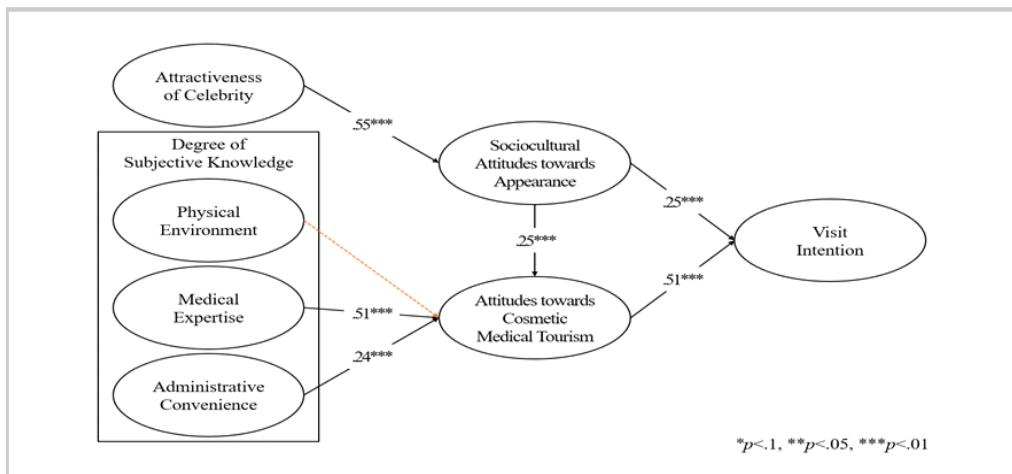 Attractiveness
of Celebrity
.55***
Degree of
Subjective Knowledge
Sociocultural
Attitudes towards
Appearance
Physical
Environment
.25***
Visit
Intention
.25***
Medical
Expertise
.51***
Attitudes towards
Cosmetic
Medical Tourism
.51***
.24***
Administrative
Convenience
*p<.1, **p<.05, ***p<.01